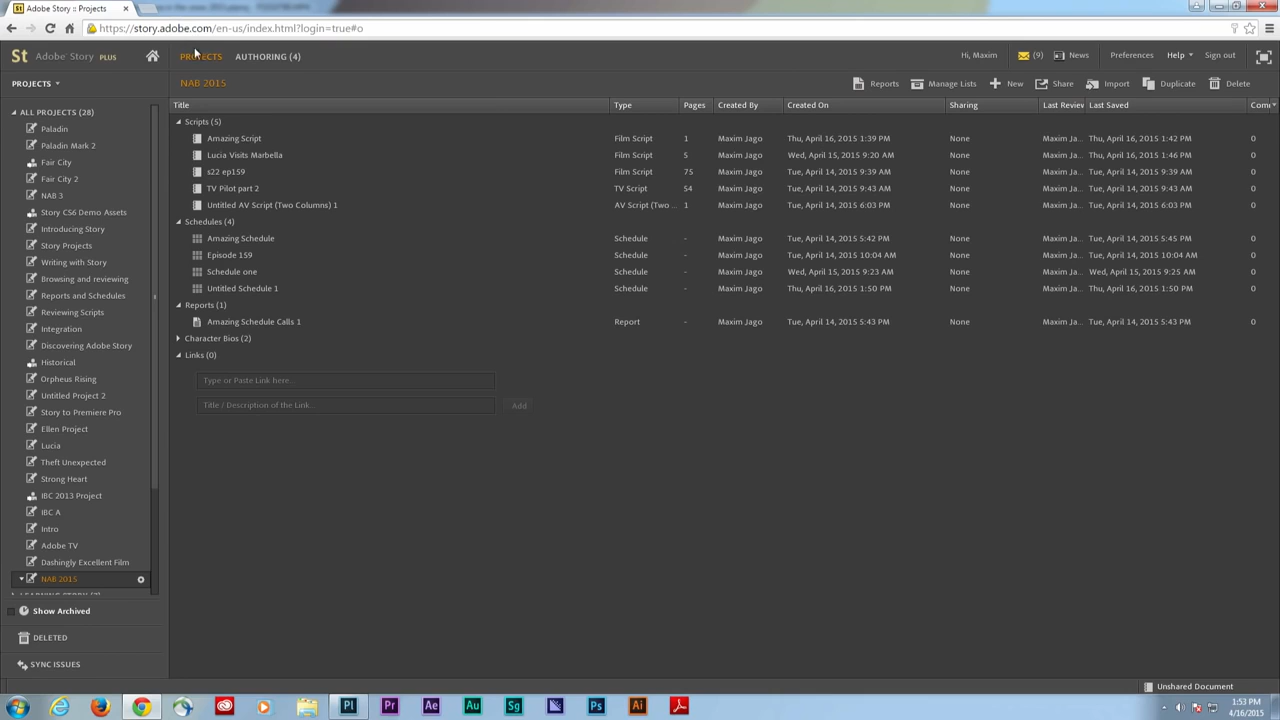 Adobe Story :: Projects
https://story.adobe.com/en-us/index.html?login=true#o
St Adobe Story PLUS
PROJECTS AUTHORING (4)
Hi, Maxim (9) News Preferences Help Sign out
PROJECTS
NAB 2015
Reports Manage Lists New Share Import Duplicate Delete
Title Type Pages Created By Created On Sharing Last Review Last Saved Com
Scripts (5)
Amazing Script Film Script 1 Maxim Jago Thu, April 16, 2015 1:39 PM None Maxim Ja... Thu, April 16, 2015 1:42 PM 0
Lucia Visits Marbella Film Script 5 Maxim Jago Wed, April 15, 2015 9:20 AM None Maxim Ja... Thu, April 16, 2015 1:46 PM 0
s22 ep159 Film Script 75 Maxim Jago Tue, April 14, 2015 9:39 AM None Maxim Ja... Tue, April 14, 2015 9:39 AM 0
TV Pilot part 2 TV Script 54 Maxim Jago Tue, April 14, 2015 9:43 AM None Maxim Ja... Tue, April 14, 2015 9:43 AM 0
Untitled AV Script (Two Columns) 1 AV Script (Two ... 1 Maxim Jago Tue, April 14, 2015 6:03 PM None Maxim Ja... Tue, April 14, 2015 6:03 PM 0
Schedules (4)
Amazing Schedule Schedule - Maxim Jago Tue, April 14, 2015 5:42 PM None Maxim Ja... Tue, April 14, 2015 5:45 PM 0
Episode 159 Schedule - Maxim Jago Tue, April 14, 2015 10:04 AM None Maxim Ja... Tue, April 14, 2015 10:04 AM 0
Schedule one Schedule - Maxim Jago Wed, April 15, 2015 9:23 AM None Maxim Ja... Wed, April 15, 2015 9:25 AM 0
Untitled Schedule 1 Schedule - Maxim Jago Thu, April 16, 2015 1:50 PM None Maxim Ja... Thu, April 16, 2015 1:50 PM 0
Reports (1)
Amazing Schedule Calls 1 Report - Maxim Jago Tue, April 14, 2015 5:43 PM None Maxim Ja... Tue, April 14, 2015 5:43 PM 0
Character Bios (2)
Links (0)
Type or Paste Link here..
Title / Description of the Link...
Add
ALL PROJECTS (28)
Paladin
Paladin Mark 2
Fair City
Fair City 2
NAB 3
Story CS6 Demo Assets
Introducing Story
Story Projects
Writing with Story
Browsing and reviewing
Reports and Schedules
Reviewing Scripts
Integration
Discovering Adobe Story
Historical
Orpheus Rising
Untitled Project 2
Story to Premiere Pro
Ellen Project
Lucia
Theft Unexpected
Strong Heart
IBC 2013 Project
IBC A
Intro
Adobe TV
Dashingly Excellent Film
NAB 2015
Show Archived
DELETED
SYNC ISSUES
Unshared Document
Pl Pr Ae Au Sg Ps Ai
1:53 PM
4/16/2015